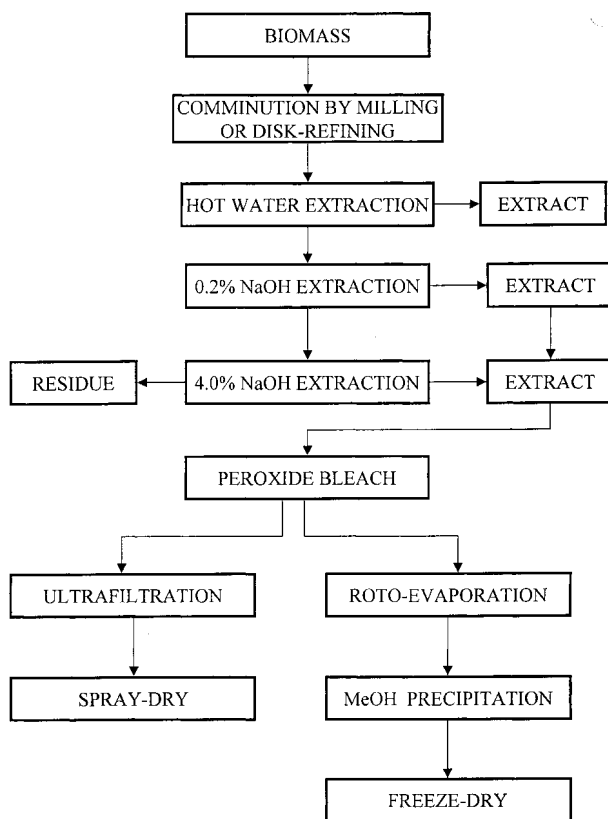 BIOMASS
COMMINUTION BY MILLING
OR DISK-REFINING
HOT WATER EXTRACTION
EXTRACT
0.2% NaOH EXTRACTION
EXTRACT
RESIDUE
4.0% NaOH EXTRACTION
EXTRACT
PEROXIDE BLEACH
ULTRAFILTRATION
ROTO-EVAPORATION
SPRAY-DRY
MeOH PRECIPITATION
FREEZE-DRY